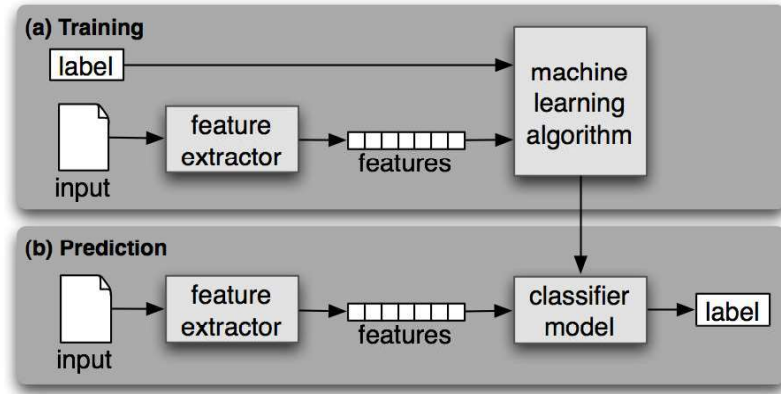 (a) Training
label
machine
learning
algorithm
feature
extractor
input
features
(b) Prediction
feature
extractor
input
features
classifier
model
label